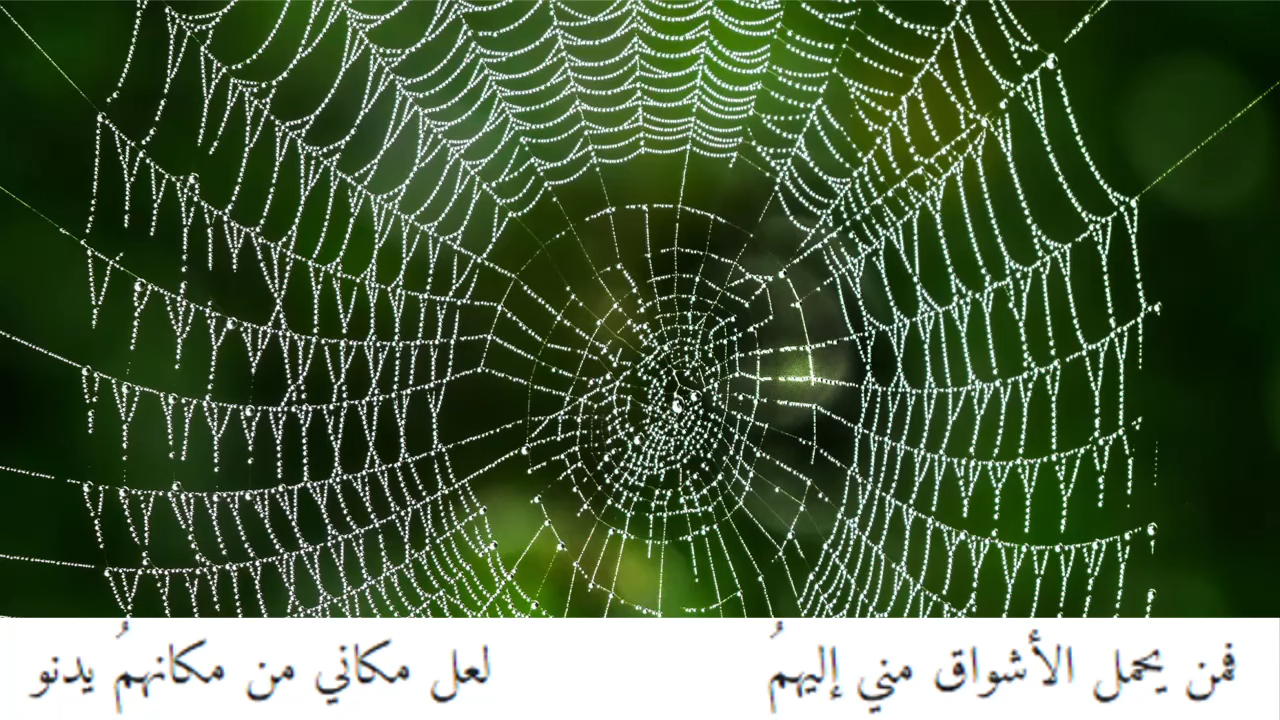 فمن يحمل الأشواق مني إليهمُ لعل مكاني من مكانهمُ يدنو